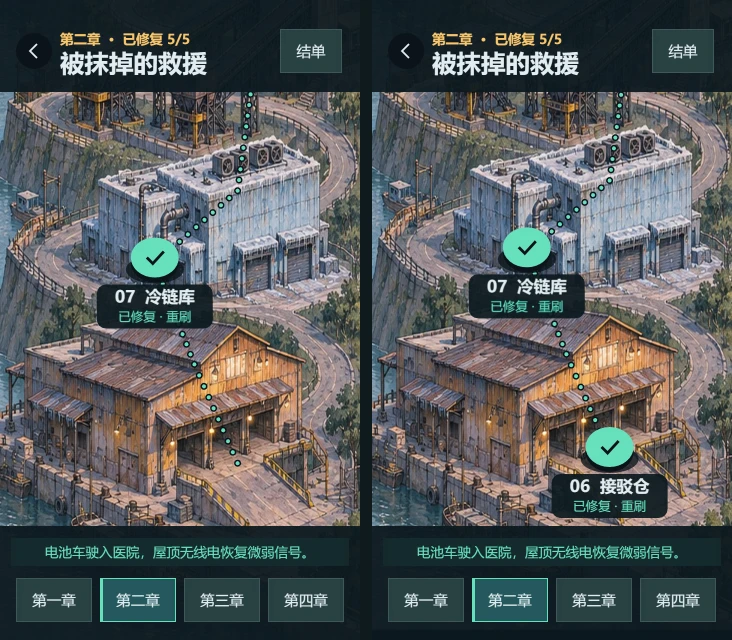 第二章 · 已修复 5/5
被抹掉的救援
结单
07 冷链库
已修复 · 重刷
电池车驶入医院，屋顶无线电恢复微弱信号。
第一章
第二章
第三章
第四章
第二章 · 已修复 5/5
被抹掉的救援
结单
07 冷链库
已修复 · 重刷
06 接驳仓
已修复 · 重刷
电池车驶入医院，屋顶无线电恢复微弱信号。
第一章
第二章
第三章
第四章